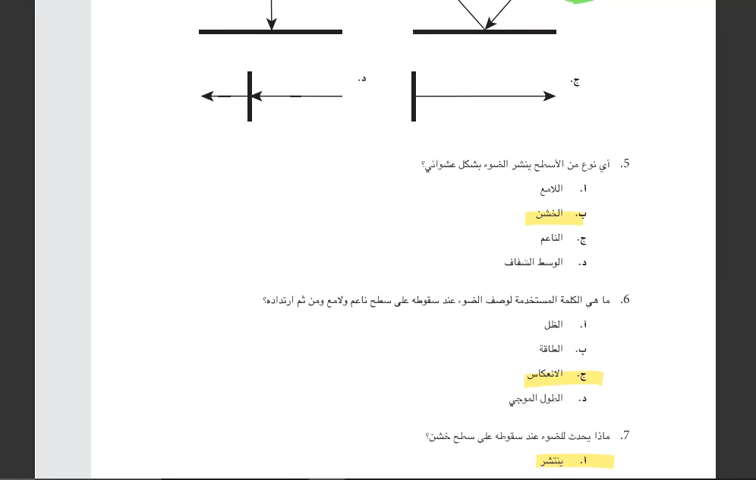 ج.
د.
5. أي نوع من الأسطح ينشر الضوء بشكل عشوائي؟
أ. اللامع
ب. الخشن
ج. الناعم
د. الوسط الشفاف
6. ما هي الكلمة المستخدمة لوصف الضوء عند سقوطه على سطح ناعم ولامع ومن ثم ارتداده؟
أ. الظل
ب. الطاقة
ج. الانعكاس
د. الطول الموجي
7. ماذا يحدث للضوء عند سقوطه على سطح خشن؟
أ. ينتشر